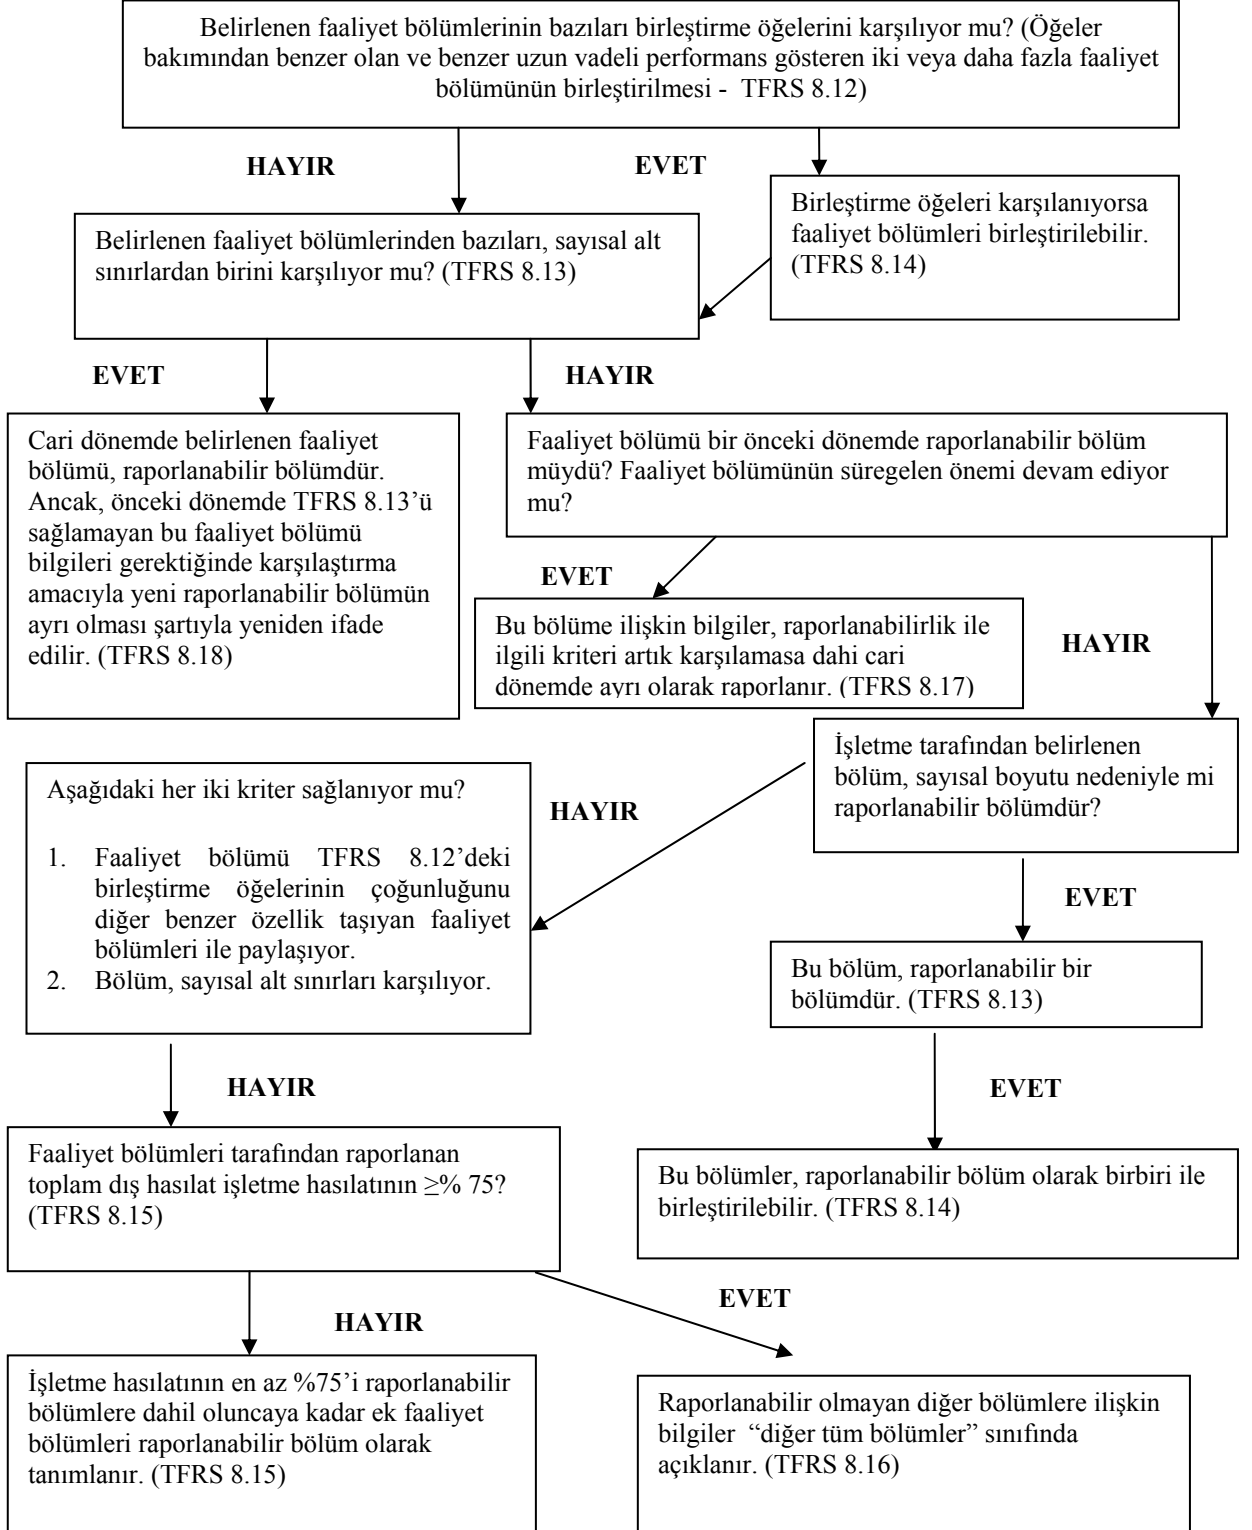 Belirlenen faaliyet bölümlerinin bazıları birleştirme öğelerini karşılıyor mu? (Öğeler
bakımından benzer olan ve benzer uzun vadeli performans gösteren iki veya daha fazla faaliyet
bölümünün birleştirilmesi - TFRS 8.12)
HAYIR
EVET
Birleştirme öğeleri karşılanıyorsa
faaliyet bölümleri birleştirilebilir.
(TFRS 8.14)
Belirlenen faaliyet bölümlerinden bazıları, sayısal alt
sınırlardan birini karşılıyor mu? (TFRS 8.13)
EVET
HAYIR
Cari dönemde belirlenen faaliyet
bölümü, raporlanabilir bölümdür.
Ancak, önceki dönemde TFRS 8.13’ü
sağlamayan bu faaliyet bölümü
bilgileri gerektiğinde karşılaştırma
amacıyla yeni raporlanabilir bölümün
ayrı olması şartıyla yeniden ifade
edilir. (TFRS 8.18)
Faaliyet bölümü bir önceki dönemde raporlanabilir bölüm
müydü? Faaliyet bölümünün süregelen önemi devam ediyor
mu?
EVET
HAYIR
Bu bölüme ilişkin bilgiler, raporlanabilirlik ile
ilgili kriteri artık karşılamasa dahi cari
dönemde ayrı olarak raporlanır. (TFRS 8.17)
İşletme tarafından belirlenen
bölüm, sayısal boyutu nedeniyle mi
raporlanabilir bölümdür?
HAYIR
EVET
Aşağıdaki her iki kriter sağlanıyor mu?
1. Faaliyet bölümü TFRS 8.12’deki
birleştirme öğelerinin çoğunluğunu
diğer benzer özellik taşıyan faaliyet
bölümleri ile paylaşıyor.
2. Bölüm, sayısal alt sınırları karşılıyor.
Bu bölüm, raporlanabilir bir
bölümdür. (TFRS 8.13)
HAYIR
EVET
Faaliyet bölümleri tarafından raporlanan
toplam dış hasılat işletme hasılatının ≥% 75?
(TFRS 8.15)
Bu bölümler, raporlanabilir bölüm olarak birbiri ile
birleştirilebilir. (TFRS 8.14)
HAYIR
EVET
İşletme hasılatının en az %75’i raporlanabilir
bölümlere dahil oluncaya kadar ek faaliyet
bölümleri raporlanabilir bölüm olarak
tanımlanır. (TFRS 8.15)
Raporlanabilir olmayan diğer bölümlere ilişkin
bilgiler “diğer tüm bölümler” sınıfında
açıklanır. (TFRS 8.16)